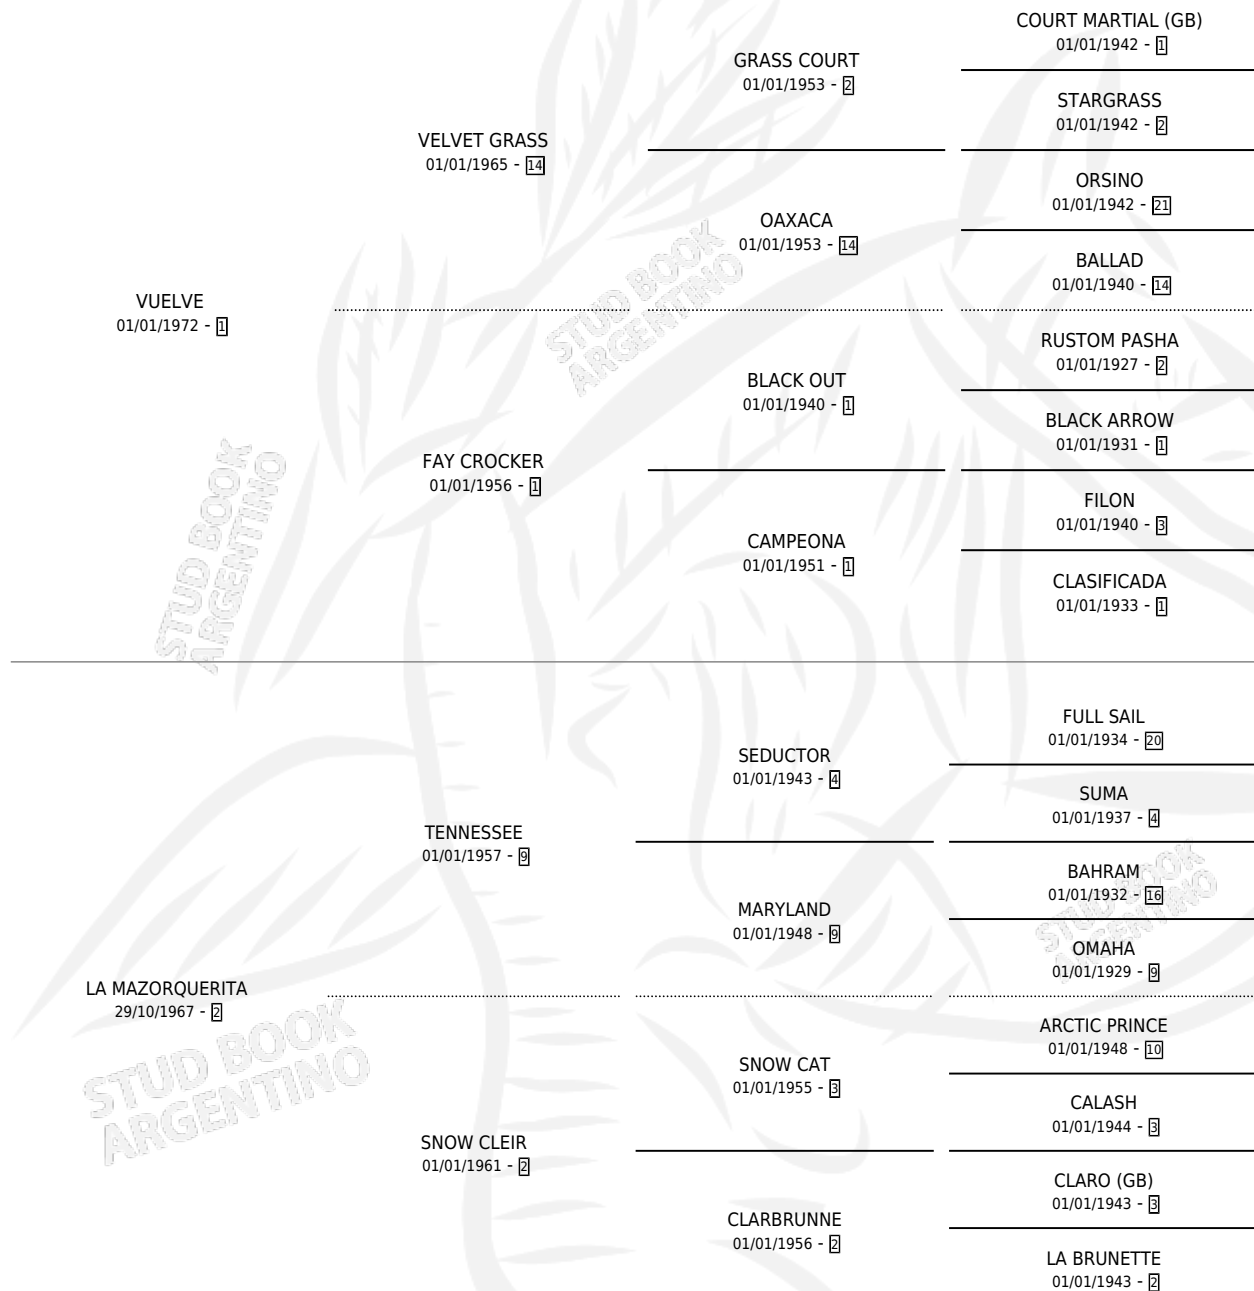 COURT MARTIAL (GB)
01/01/1942 - 1
GRASS COURT
01/01/1953 - 2
STARGRASS
01/01/1942 - 2
VELVET GRASS
01/01/1965 - 14
ORSINO
01/01/1942 - 21
OAXACA
01/01/1953 - 14
BALLAD
01/01/1940 - 14
VUELVE
01/01/1972 - 1
STUD BOOK
ARGENTINO
RUSTOM PASHA
01/01/1927 - 2
BLACK OUT
01/01/1940 - 1
BLACK ARROW
01/01/1931 - 1
FAY CROCKER
01/01/1956 - 1
FILON
01/01/1940 - 3
CAMPEONA
01/01/1951 - 1
CLASIFICADA
01/01/1933 - 1
STUD BOOK
ARGENTINO
FULL SAIL
01/01/1934 - 20
SEDUCTOR
01/01/1943 - 4
SUMA
01/01/1937 - 4
TENNESSEE
01/01/1957 - 9
BAHRAM
01/01/1932 - 16
MARYLAND
01/01/1948 - 9
STUD BOOK
ARGENTINO
OMAHA
01/01/1929 - 9
LA MAZORQUERITA
29/10/1967 - 2
STUD BOOK
ARGENTINO
ARCTIC PRINCE
01/01/1948 - 10
SNOW CAT
01/01/1955 - 3
CALASH
01/01/1944 - 3
SNOW CLEIR
01/01/1961 - 2
CLARO (GB)
01/01/1943 - 3
CLARBRUNNE
01/01/1956 - 2
LA BRUNETTE
01/01/1943 - 2